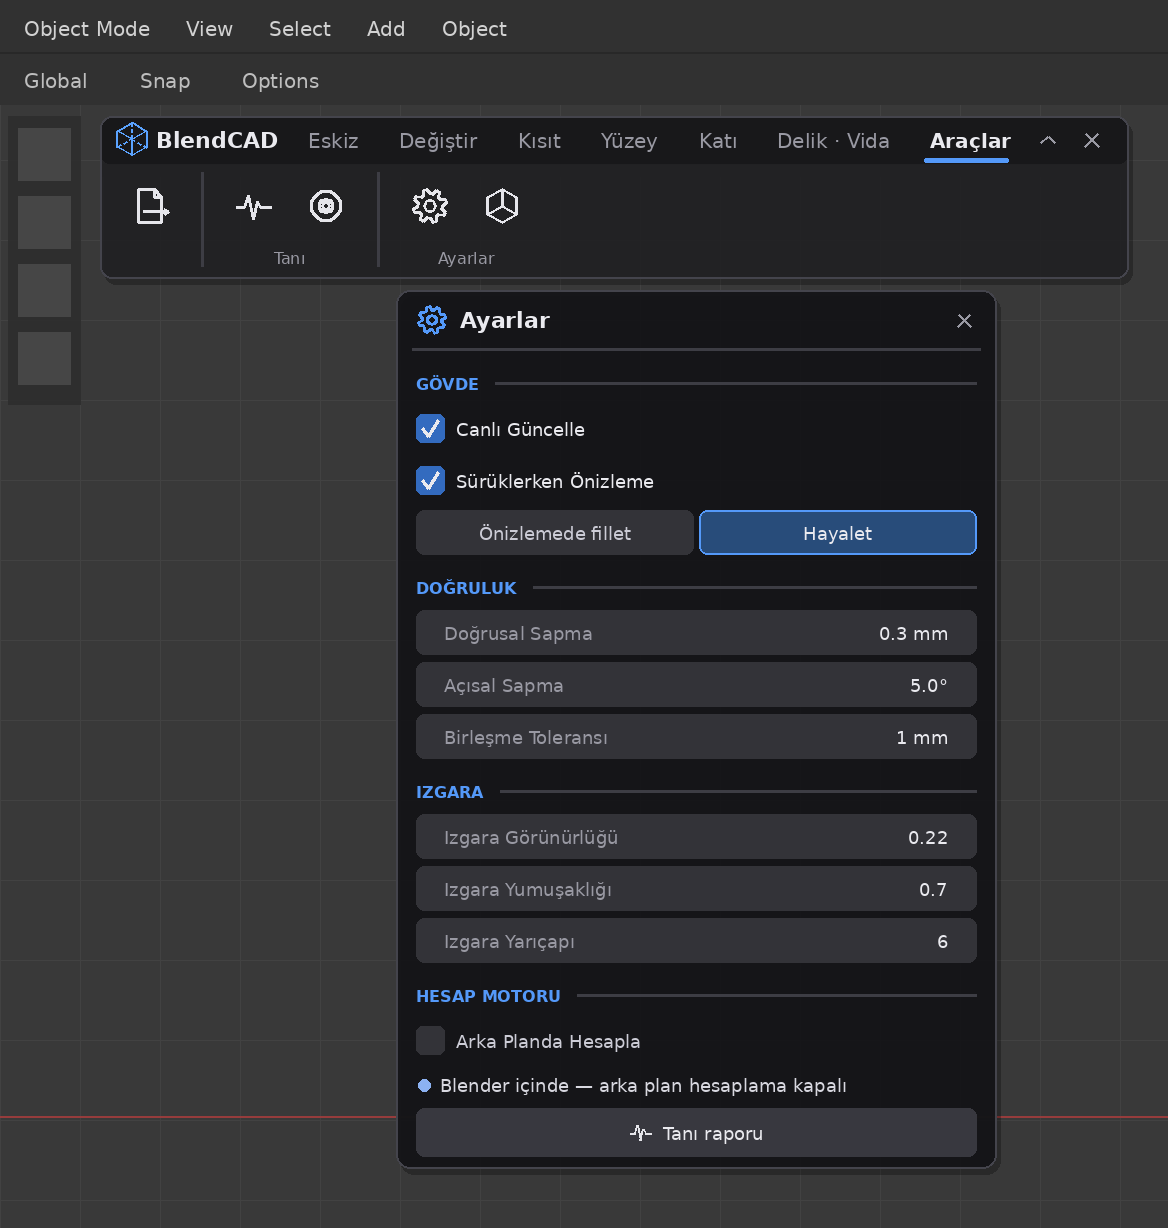 Object Mode View Select Add Object
Global Snap Options
BlendCAD Eskiz Değiştir Kısıt Yüzey Katı Delik · Vida Araçlar
Tanı Ayarlar
Ayarlar
GÖVDE
Canlı Güncelle
Sürüklerken Önizleme
Önizlemede fillet Hayalet
DOĞRULUK
Doğrusal Sapma 0.3 mm
Açısal Sapma 5.0°
Birleşme Toleransı 1 mm
IZGARA
Izgara Görünürlüğü 0.22
Izgara Yumuşaklığı 0.7
Izgara Yarıçapı 6
HESAP MOTORU
Arka Planda Hesapla
Blender içinde — arka plan hesaplama kapalı
Tanı raporu